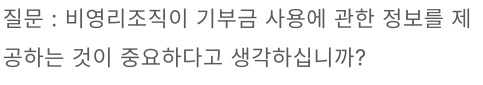 질문 : 비영리조직이 기부금 사용에 관한 정보를 제
공하는 것이 중요하다고 생각하십니까?